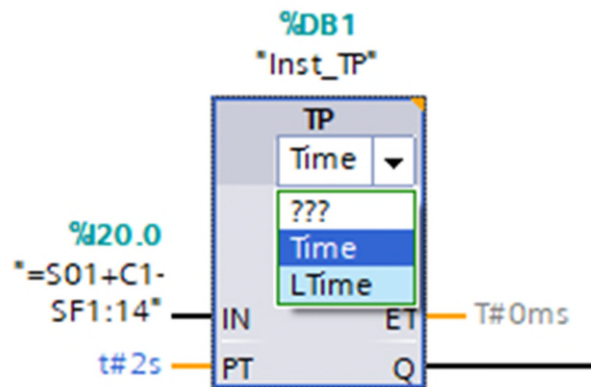 %DB1
"Inst_TP"
TP
Time
???
Time
LTime
%I20.0
"=S01+C1-
SF1:14"
IN
ET
T#0ms
t#2s
PT
Q